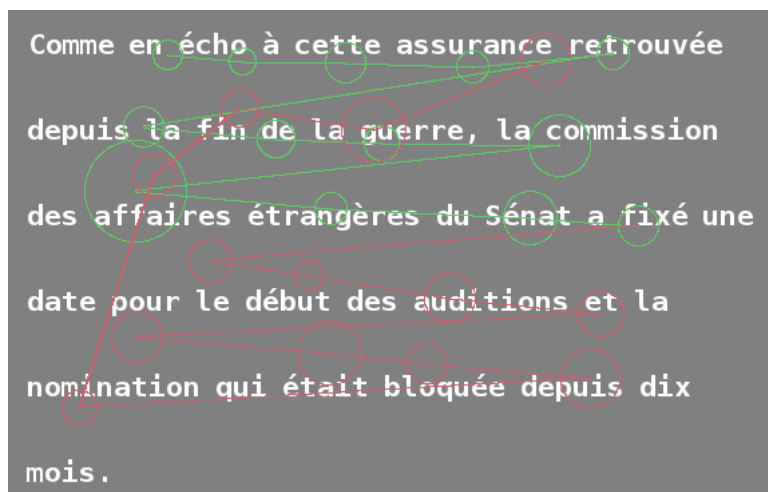 Comme en écho à cette assurance retrouvée
depuis la fin de la guerre, la commission
des affaires étrangères du Sénat a fixé une
date pour le début des auditions et la
nomination qui était bloquée depuis dix
mois.